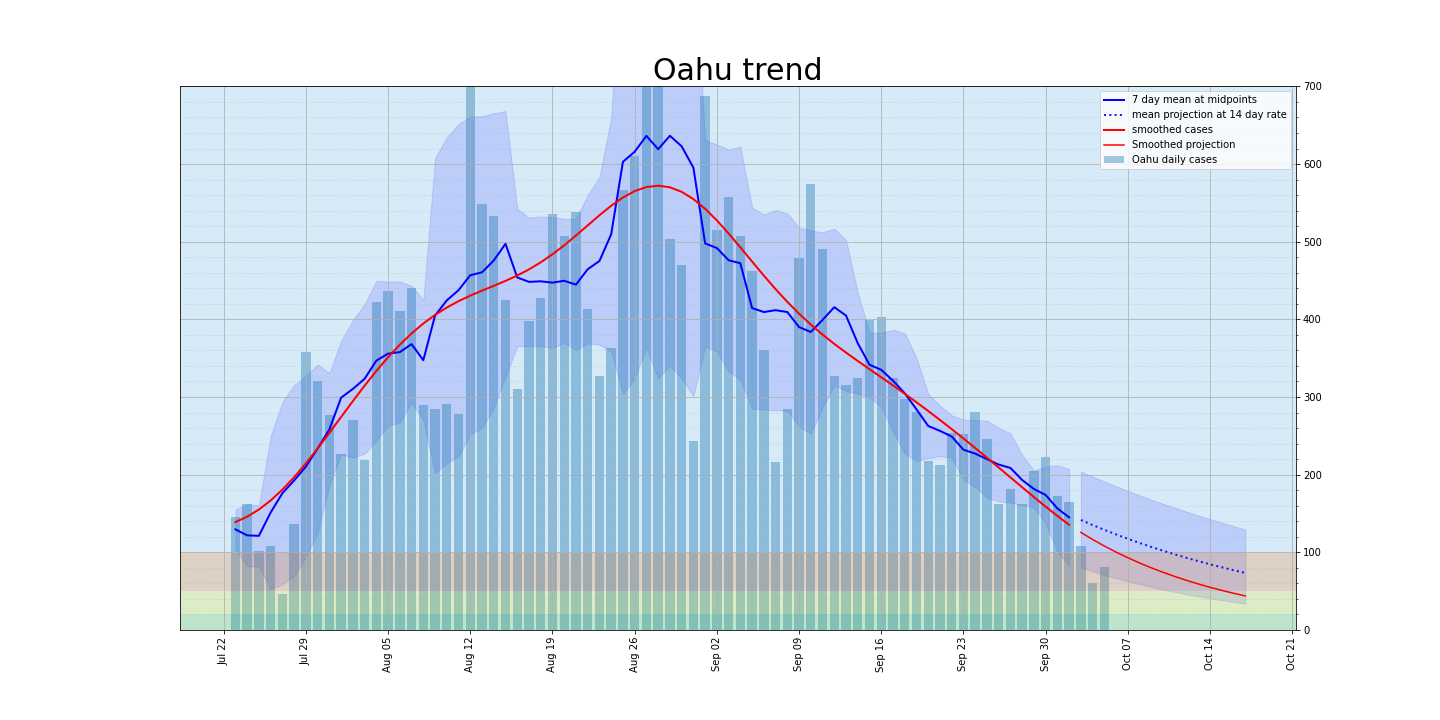 Oahu trend
7 day mean at midpoints
mean projection at 14 day rate
smoothed cases
Smoothed projection
Oahu daily cases
700
600
500
400
300
200
100
0
Jul 22
Jul 29
Aug 05
Aug 12
Aug 19
Aug 26
Sep 02
Sep 09
Sep 16
Sep 23
Sep 30
Oct 07
Oct 14
Oct 21